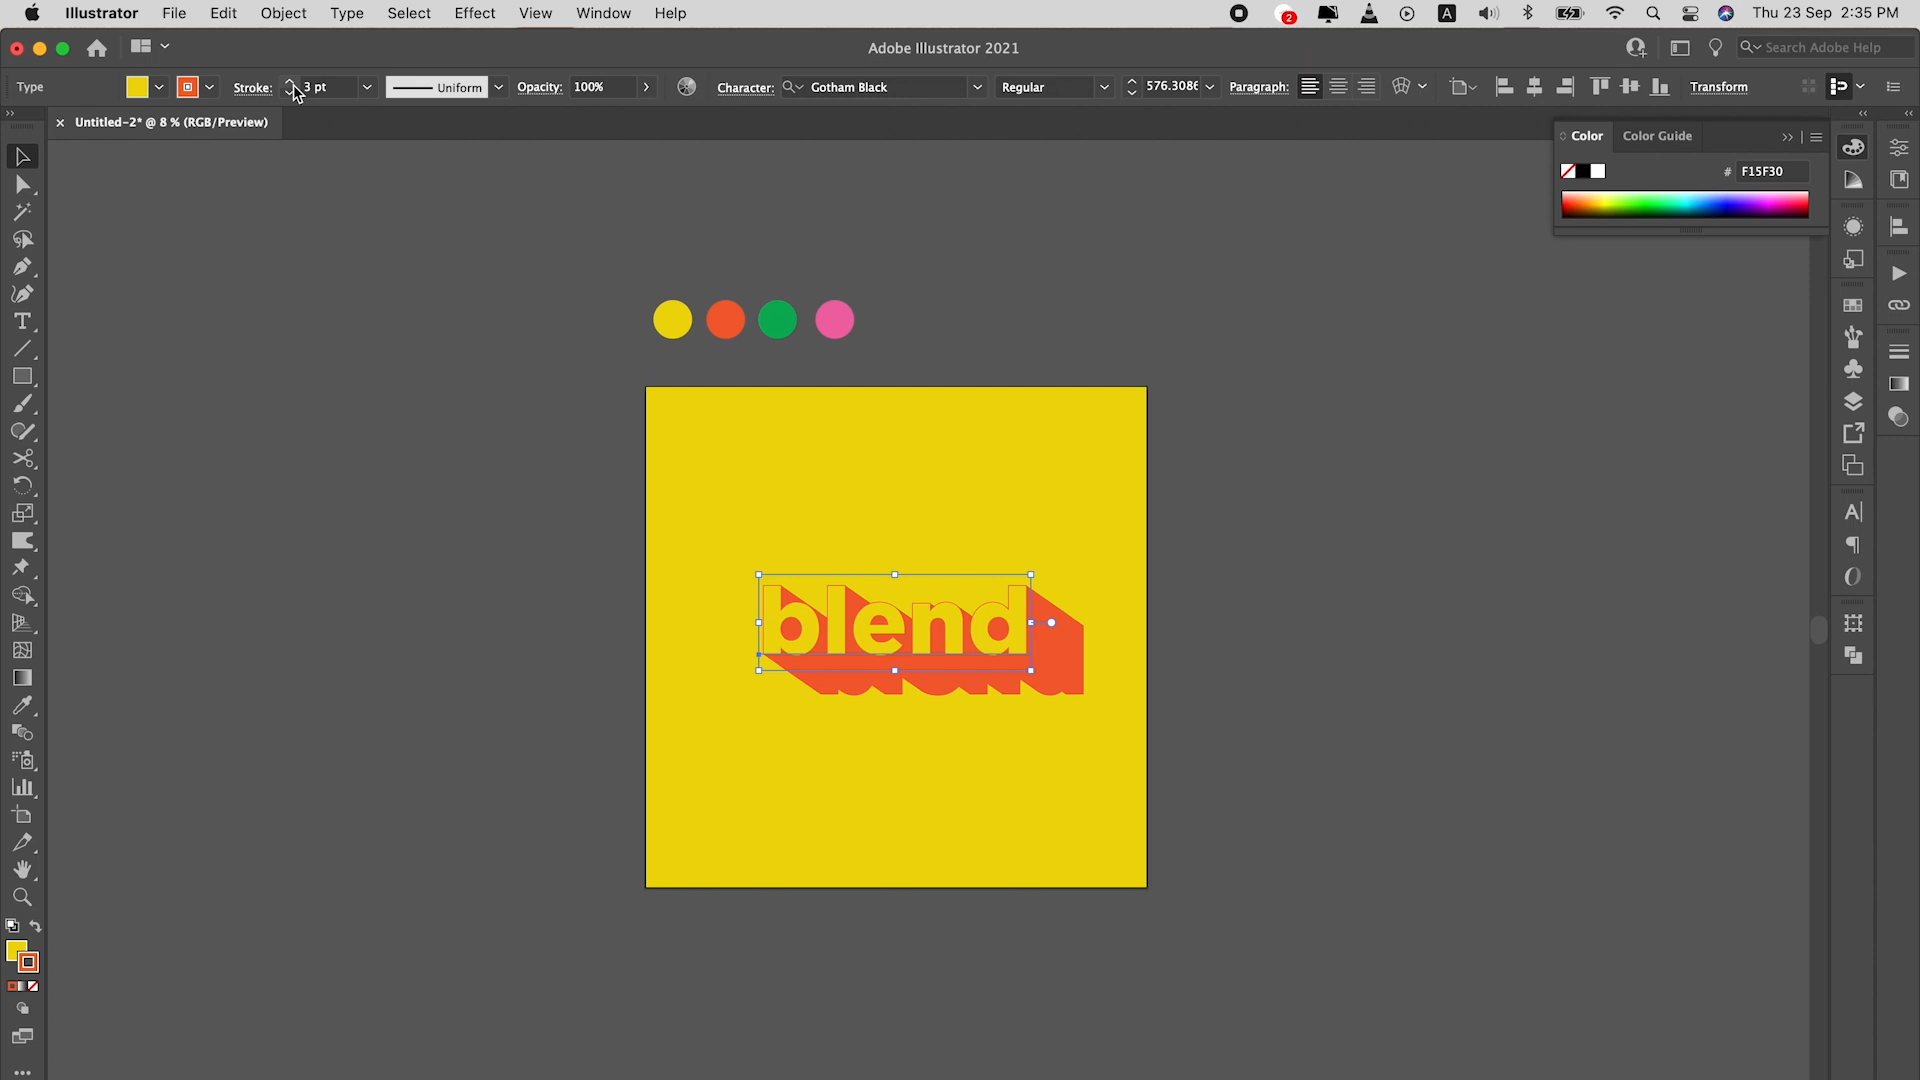 Illustrator File Edit Object Type Select Effect View Window Help 2 A Thu 23 Sep 2:35 PM
Adobe Illustrator 2021 Search Adobe Help
Type Stroke: 3 pt Uniform Opacity: 100% Character: Gotham Black Regular 576.308 Paragraph: Transform
× Untitled-2* @ 8 % (RGB/Preview)
Color Color Guide
# F15F30
blend